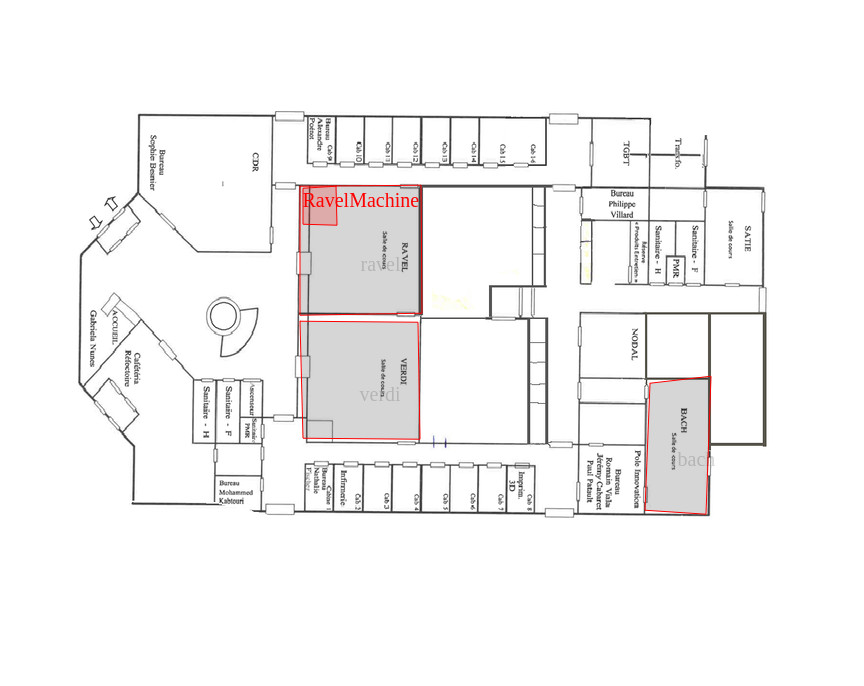 Bureau
Sophie Besnier
CDR
Bureau
Alexandre
Poénot
Cab 9
Cab 10
Cab 11
Cab 12
Cab 13
Cab 14
Cab 15
Cab 16
TGBT
Transfo.
RavelMachine
RAVEL
Salle de cours
ravel
Bureau
Philippe
Villard
Réserve
« Produits Entretien »
Sanitaire - H
PMR
Sanitaire - F
SATIE
Salle de cours
ACCUEIL
Gabriela Nunes
Cafétéria
Réfectoire
VERDI
Salle de cours
verdi
NODAL
Sanitaire - H
Sanitaire - F
Ascenseur
Sanitaire
PMR
BACH
Salle de cours
bach
Bureau
Mohammed
Kabtouri
Cabine 1
Bureau
Nathalie
Infirmerie
Cab 2
Cab 3
Cab 4
Cab 5
Cab 6
Cab 7
Cab 8
Imprim.
3D
Pole Innovation
Bureau
Romain Viala
Jérémy Cabaret
Paul Patault